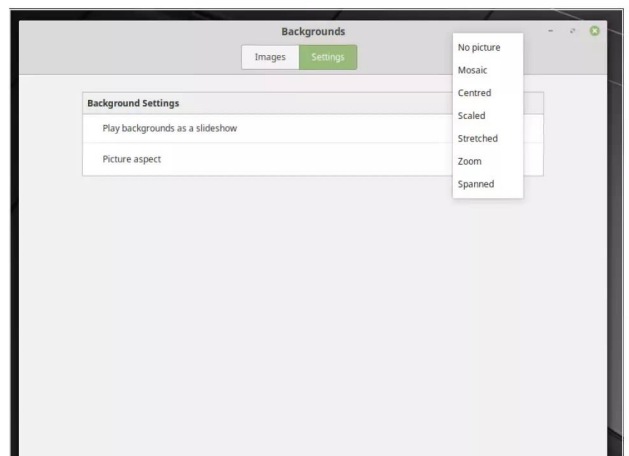 Backgrounds
Images Settings
Background Settings
Play backgrounds as a slideshow
Picture aspect
No picture
Mosaic
Centred
Scaled
Stretched
Zoom
Spanned